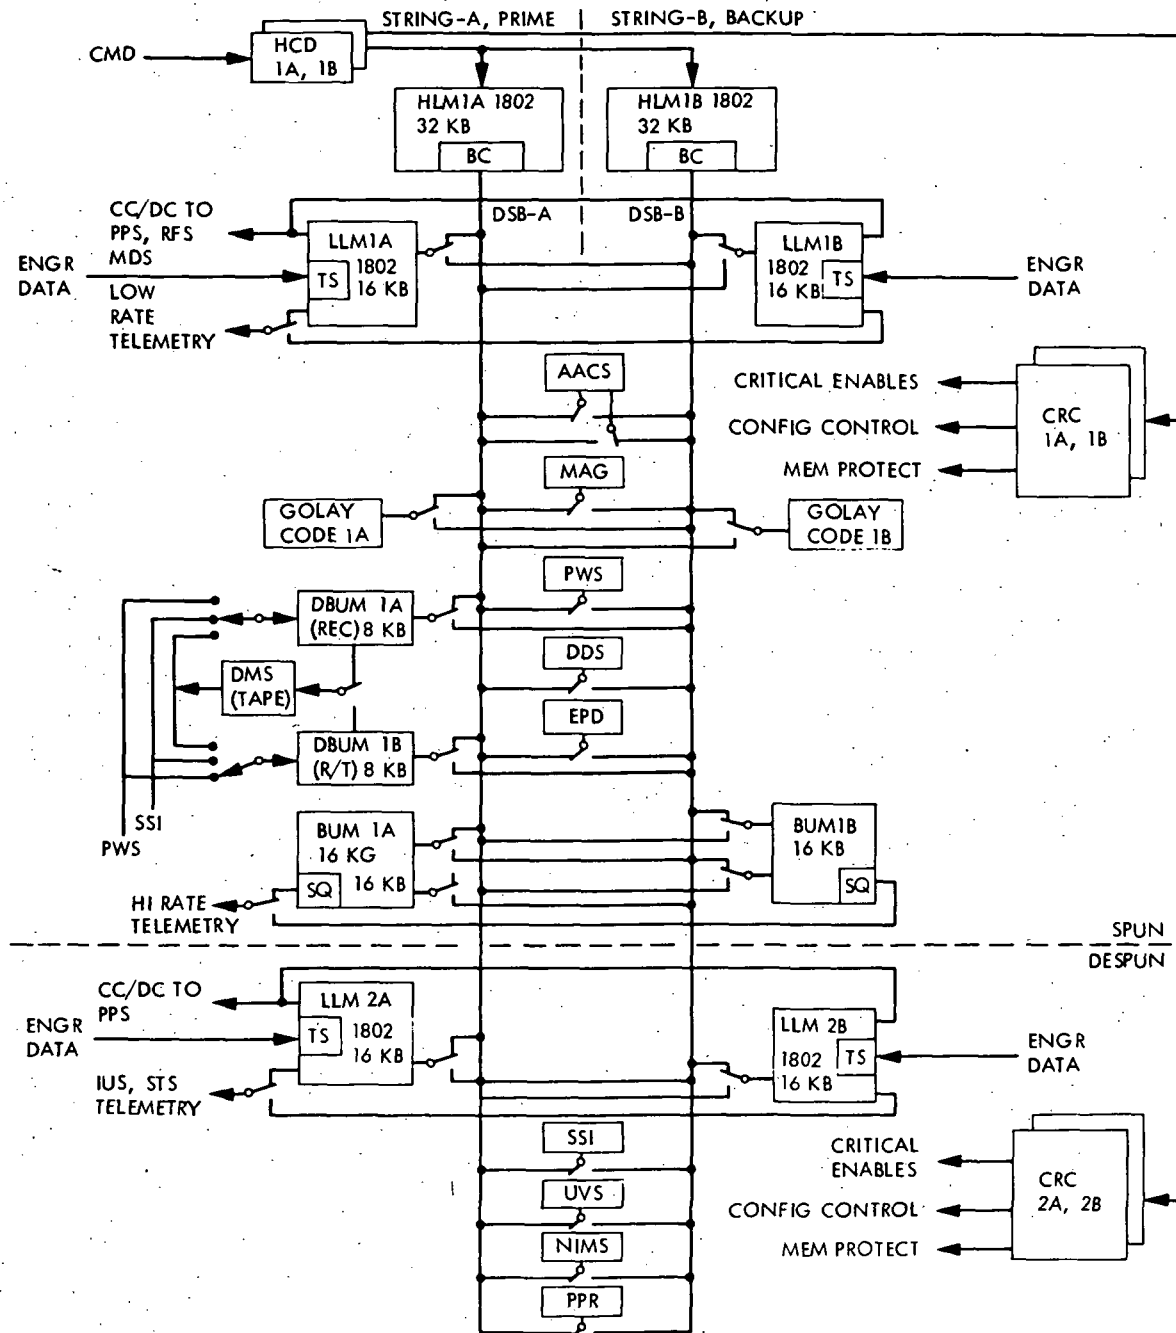 STRING-A, PRIME
STRING-B, BACKUP
CMD
HCD
1A, 1B
HLM1A 1802
32 KB
BC
HLM1B 1802
32 KB
BC
DSB-A
DSB-B
CC/DC TO
PPS, RFS
MDS
ENGR
DATA
LOW
RATE
TELEMETRY
LLM1A
1802
16 KB
TS
LLM1B
1802
16 KB
TS
ENGR
DATA
AACS
CRITICAL ENABLES
CONFIG CONTROL
MEM PROTECT
CRC
1A, 1B
MAG
GOLAY
CODE 1A
GOLAY
CODE 1B
PWS
DBUM 1A
(REC) 8 KB
DDS
DMS
(TAPE)
EPD
DBUM 1B
(R/T) 8 KB
SSI
PWS
BUM 1A
16 KG
16 KB
SQ
BUM1B
16 KB
SQ
HI RATE
TELEMETRY
SPUN
DESPUN
CC/DC TO
PPS
ENGR
DATA
IUS, STS
TELEMETRY
LLM 2A
TS
1802
16 KB
LLM 2B
1802
16 KB
TS
ENGR
DATA
SSI
UVS
NIMS
PPR
CRITICAL
ENABLES
CONFIG CONTROL
MEM PROTECT
CRC
2A, 2B